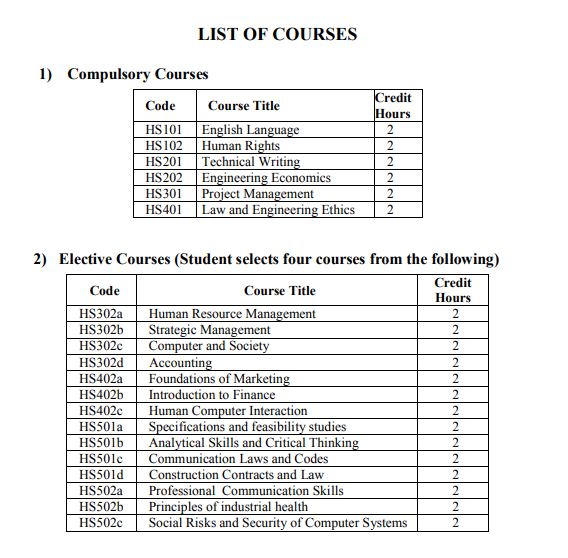 LIST OF COURSES
1) Compulsory Courses
Code Course Title Credit Hours
HS101 English Language 2
HS102 Human Rights 2
HS201 Technical Writing 2
HS202 Engineering Economics 2
HS301 Project Management 2
HS401 Law and Engineering Ethics 2
2) Elective Courses (Student selects four courses from the following)
Code Course Title Credit Hours
HS302a Human Resource Management 2
HS302b Strategic Management 2
HS302c Computer and Society 2
HS302d Accounting 2
HS402a Foundations of Marketing 2
HS402b Introduction to Finance 2
HS402c Human Computer Interaction 2
HS501a Specifications and feasibility studies 2
HS501b Analytical Skills and Critical Thinking 2
HS501c Communication Laws and Codes 2
HS501d Construction Contracts and Law 2
HS502a Professional Communication Skills 2
HS502b Principles of industrial health 2
HS502c Social Risks and Security of Computer Systems 2